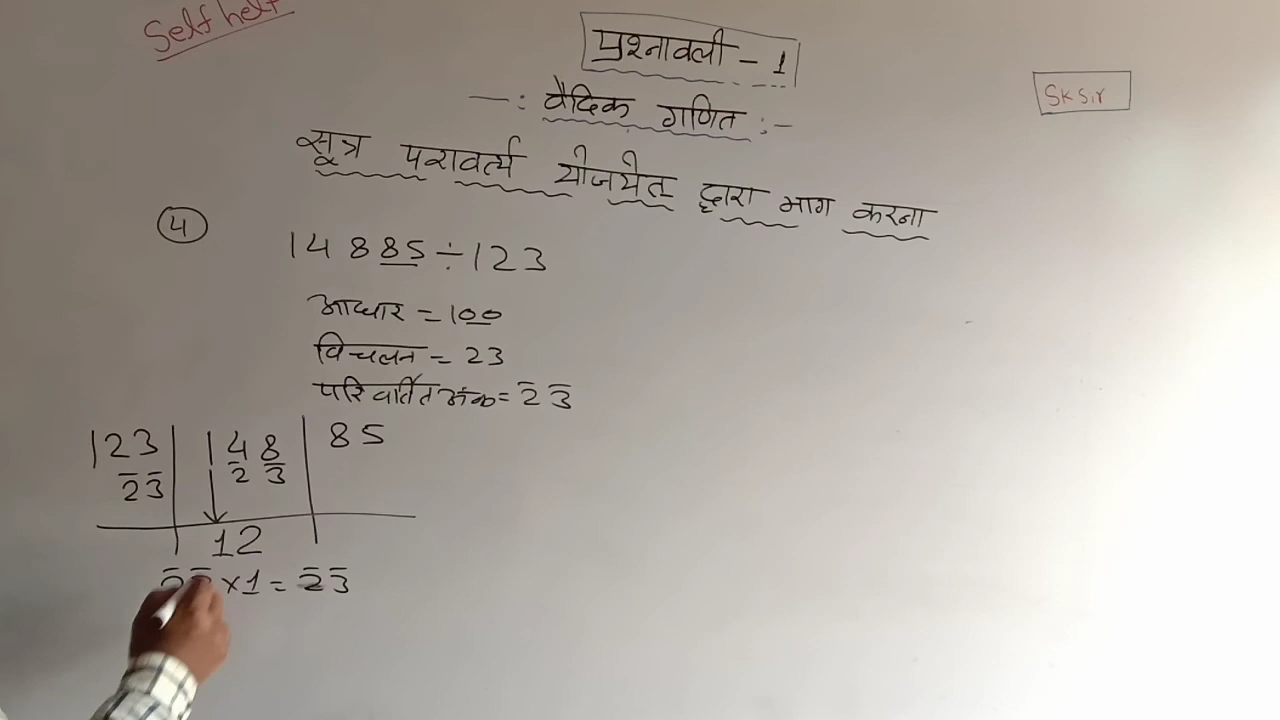 Self help
प्रश्नावली - 1
SK Sir
—: वैदिक गणित :-
सूत्र परावर्त्य योजयेत् द्वारा भाग करना
4
14885 ÷ 123
आधार = 100
विचलन = 23
परिवर्तित अंक = 2̅ 3̅
123 | 148 | 85
2̅ 3̅ 2̅ 3̅
12
× 1 = 2̅ 3̅